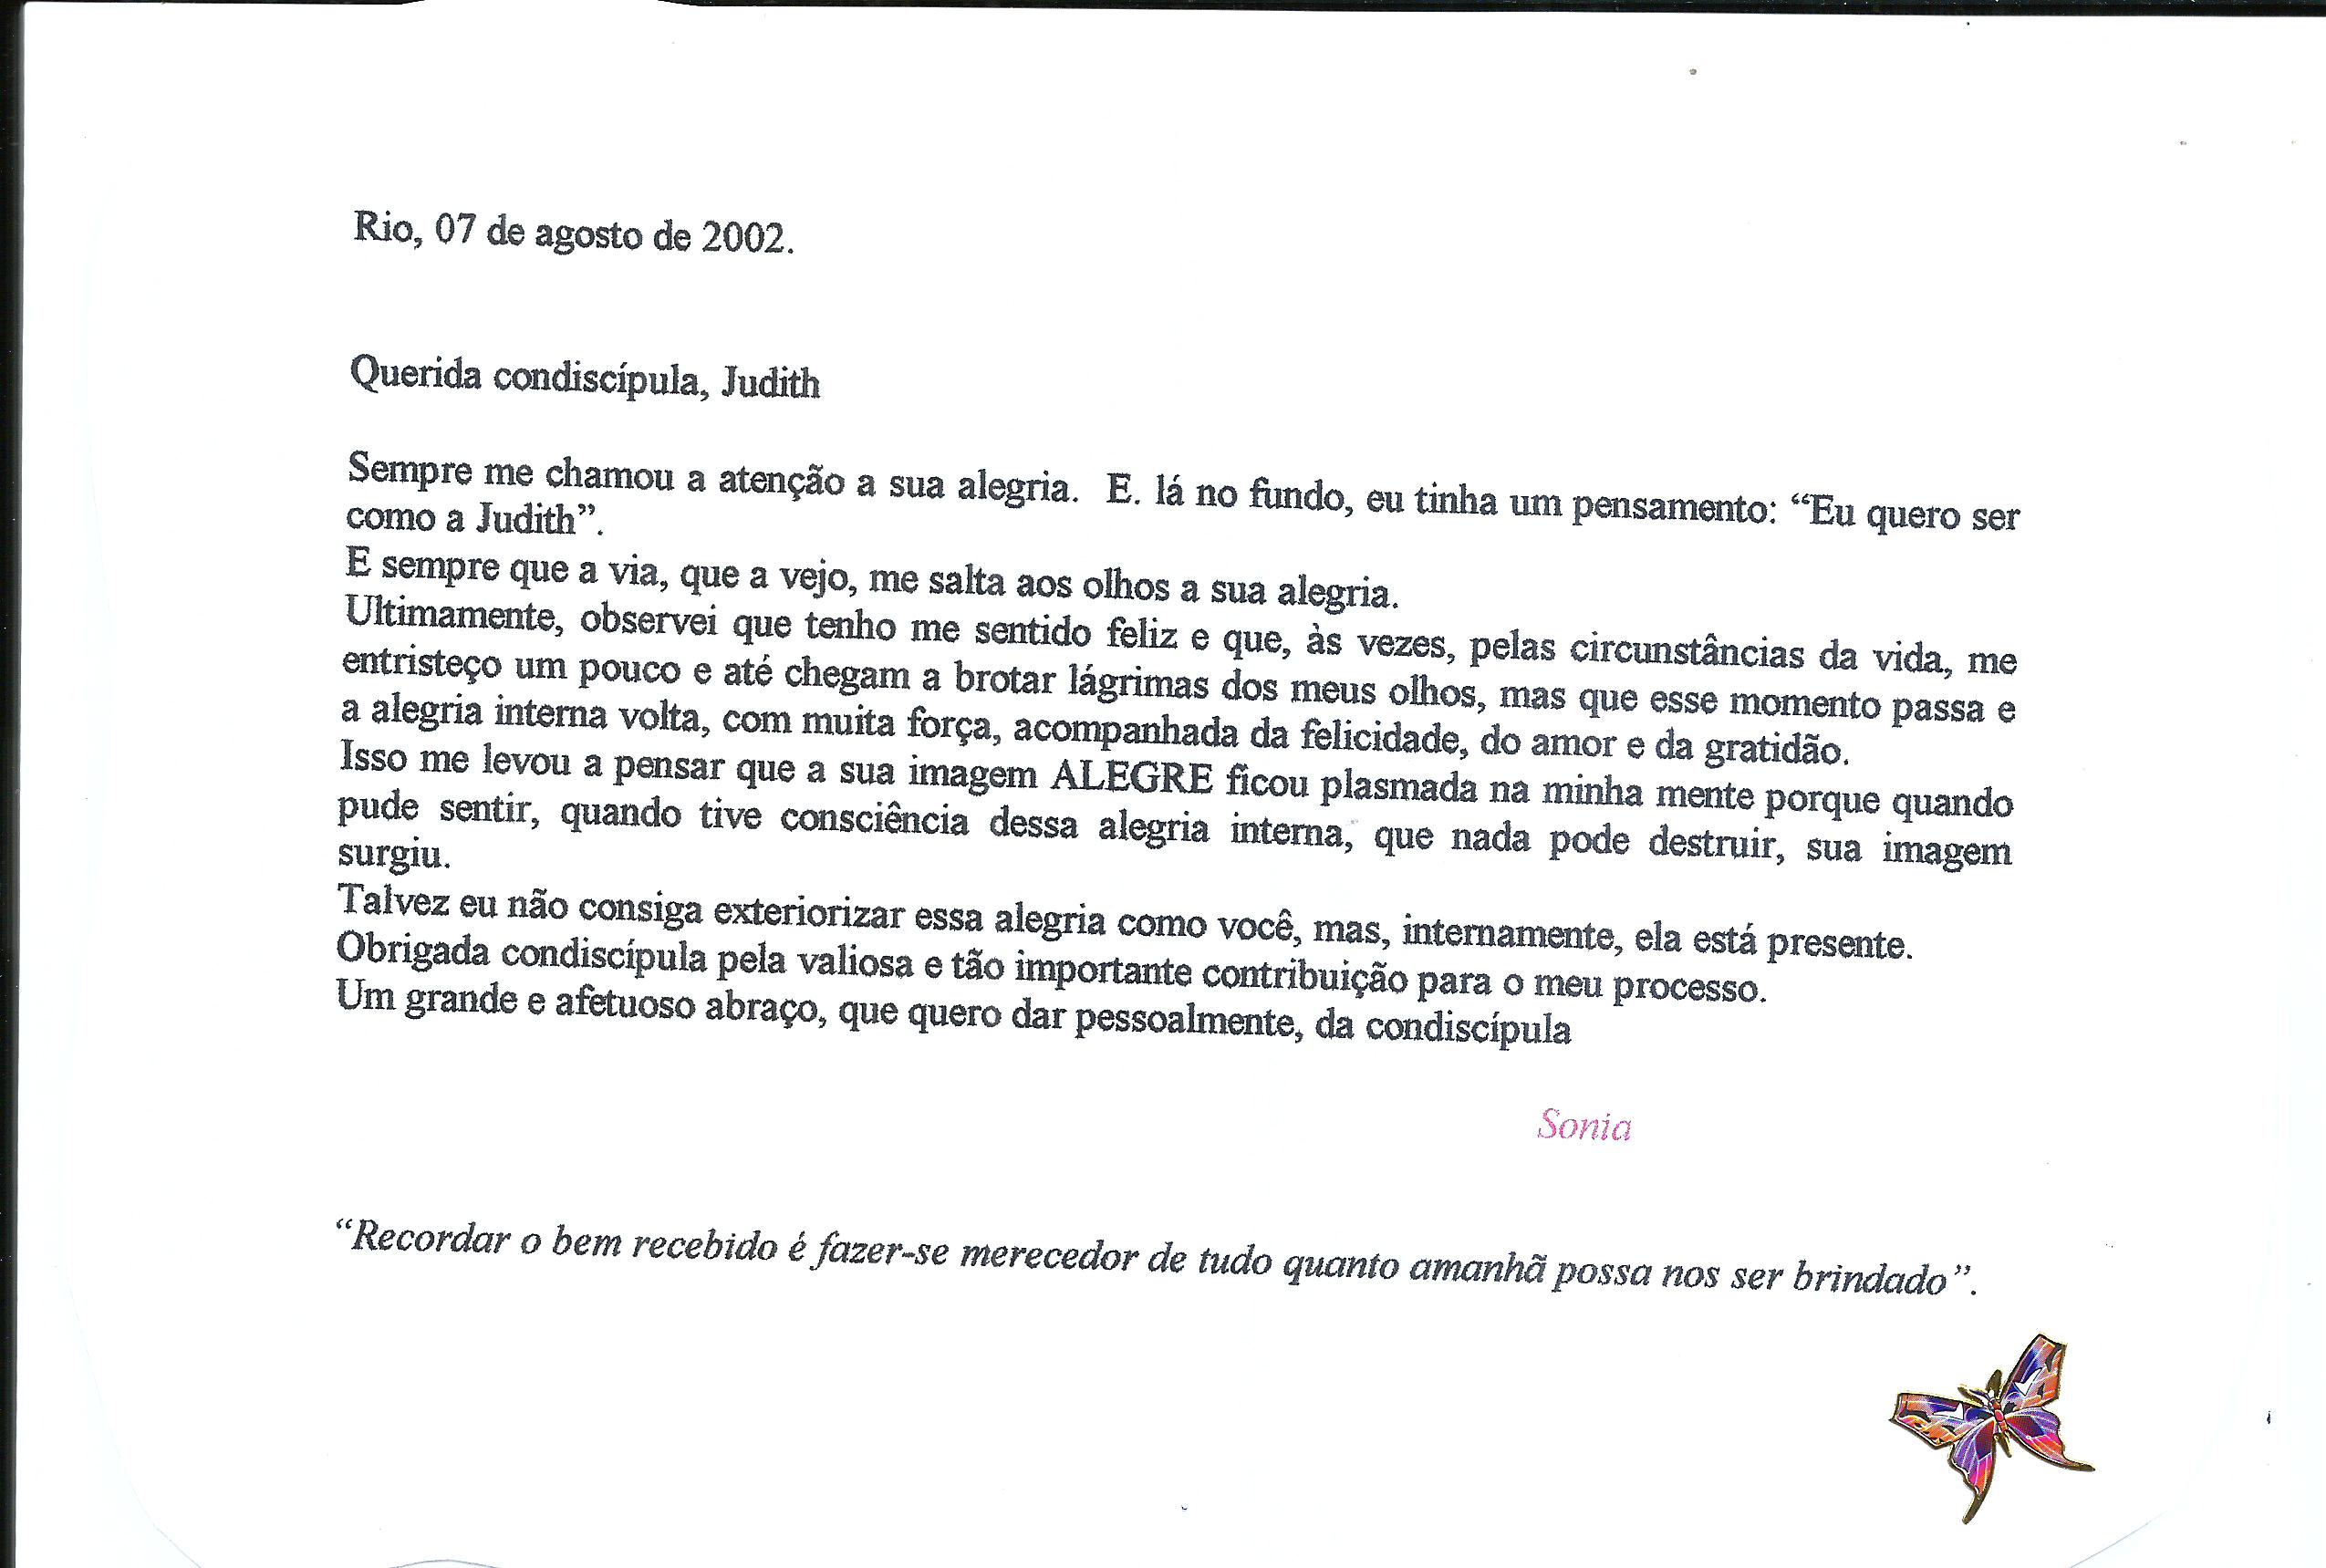 Rio, 07 de agosto de 2002.
Querida condiscípula, Judith
Sempre me chamou a atenção a sua alegria.  E. lá no fundo, eu tinha um pensamento: “Eu quero ser
como a Judith”.
E sempre que a via, que a vejo, me salta aos olhos a sua alegria.
Ultimamente, observei que tenho me sentido feliz e que, às vezes, pelas circunstâncias da vida, me
entristeço um pouco e até chegam a brotar lágrimas dos meus olhos, mas que esse momento passa e
a alegria interna volta, com muita força, acompanhada da felicidade, do amor e da gratidão.
Isso me levou a pensar que a sua imagem ALEGRE ficou plasmada na minha mente porque quando
pude sentir, quando tive consciência dessa alegria interna, que nada pode destruir, sua imagem
surgiu.
Talvez eu não consiga exteriorizar essa alegria como você, mas, internamente, ela está presente.
Obrigada condiscípula pela valiosa e tão importante contribuição para o meu processo.
Um grande e afetuoso abraço, que quero dar pessoalmente, da condiscípula
Sonia
“Recordar o bem recebido é fazer-se merecedor de tudo quanto amanhã possa nos ser brindado”.